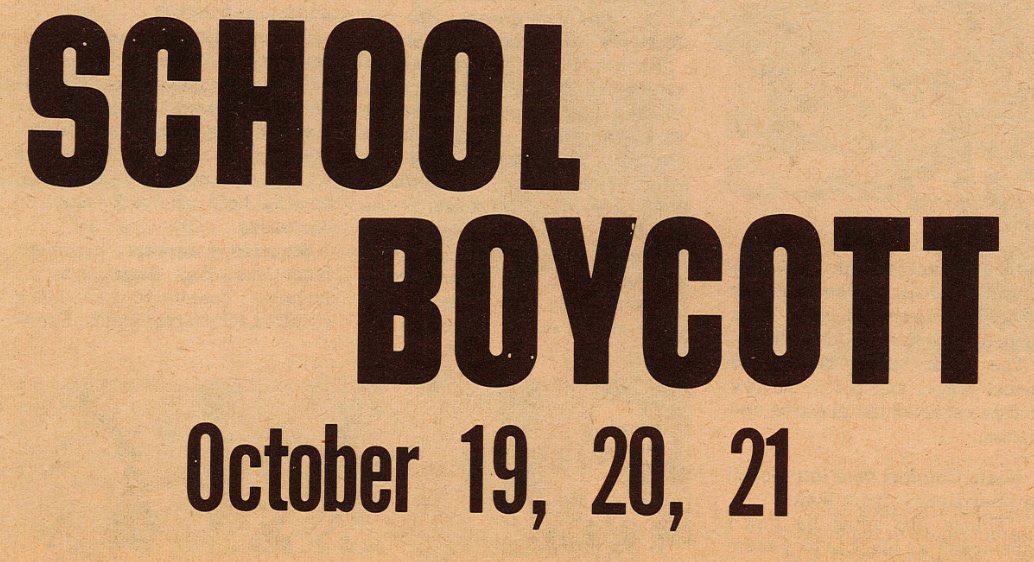 SCHOOL
BOYCOTT
October 19, 20, 21